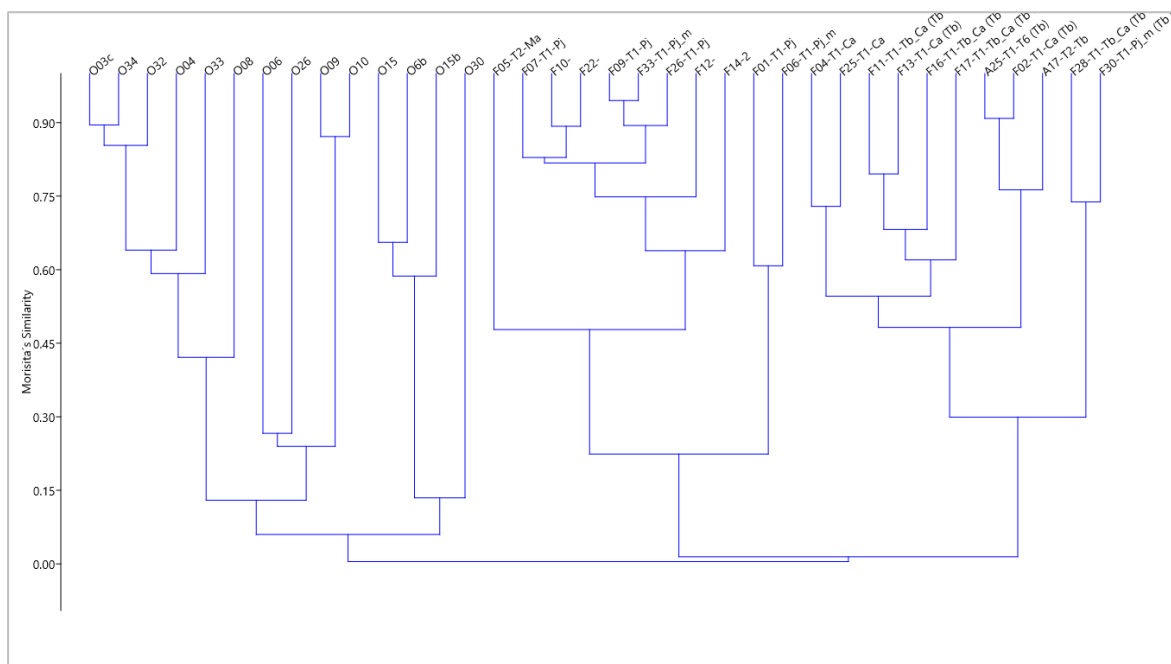 O03c
O34
O32
O04
O33
O08
O06
O26
O09
O10
O15
O6b
O15b
O30
F05-T2-Ma
F07-T1-Pj
F10-
F22-
F09-T1-Pj
F33-T1-Pj_m
F26-T1-Pj
F12-
F14-2
F01-T1-Pj
F06-T1-Pj_m
F04-T1-Ca
F25-T1-Ca
F11-T1-Tb_Ca (Tb
F13-T1-Ca (Tb)
F16-T1-Tb_Ca (Tb
F17-T1-Tb_Ca (Tb
A25-T1-T6 (Tb)
F02-T1-Ca (Tb)
A17-T2-Tb
F28-T1-Tb_Ca (Tb
F30-T1-Pj_m (Tb
0.90
0.75
0.60
0.45
0.30
0.15
0.00
Morisita´s Similarity